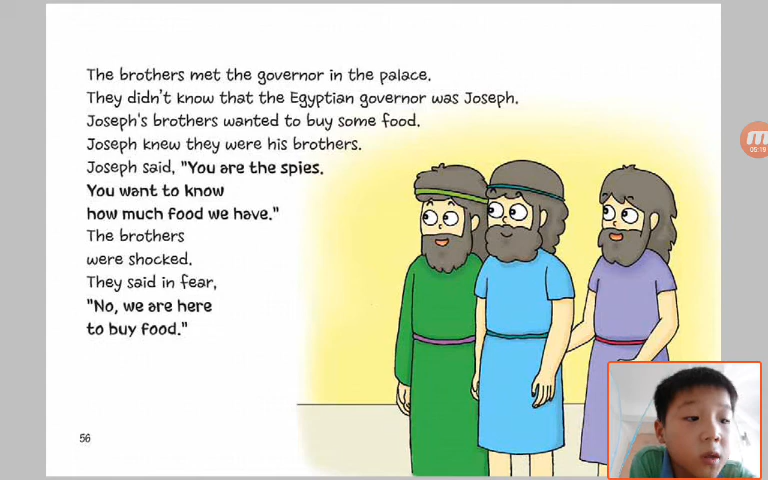 The brothers met the governor in the palace.
They didn't know that the Egyptian governor was Joseph.
Joseph's brothers wanted to buy some food.
Joseph knew they were his brothers.
Joseph said, "You are the spies.
You want to know
how much food we have."
The brothers
were shocked.
They said in fear,
"No, we are here
to buy food."
56
05:19